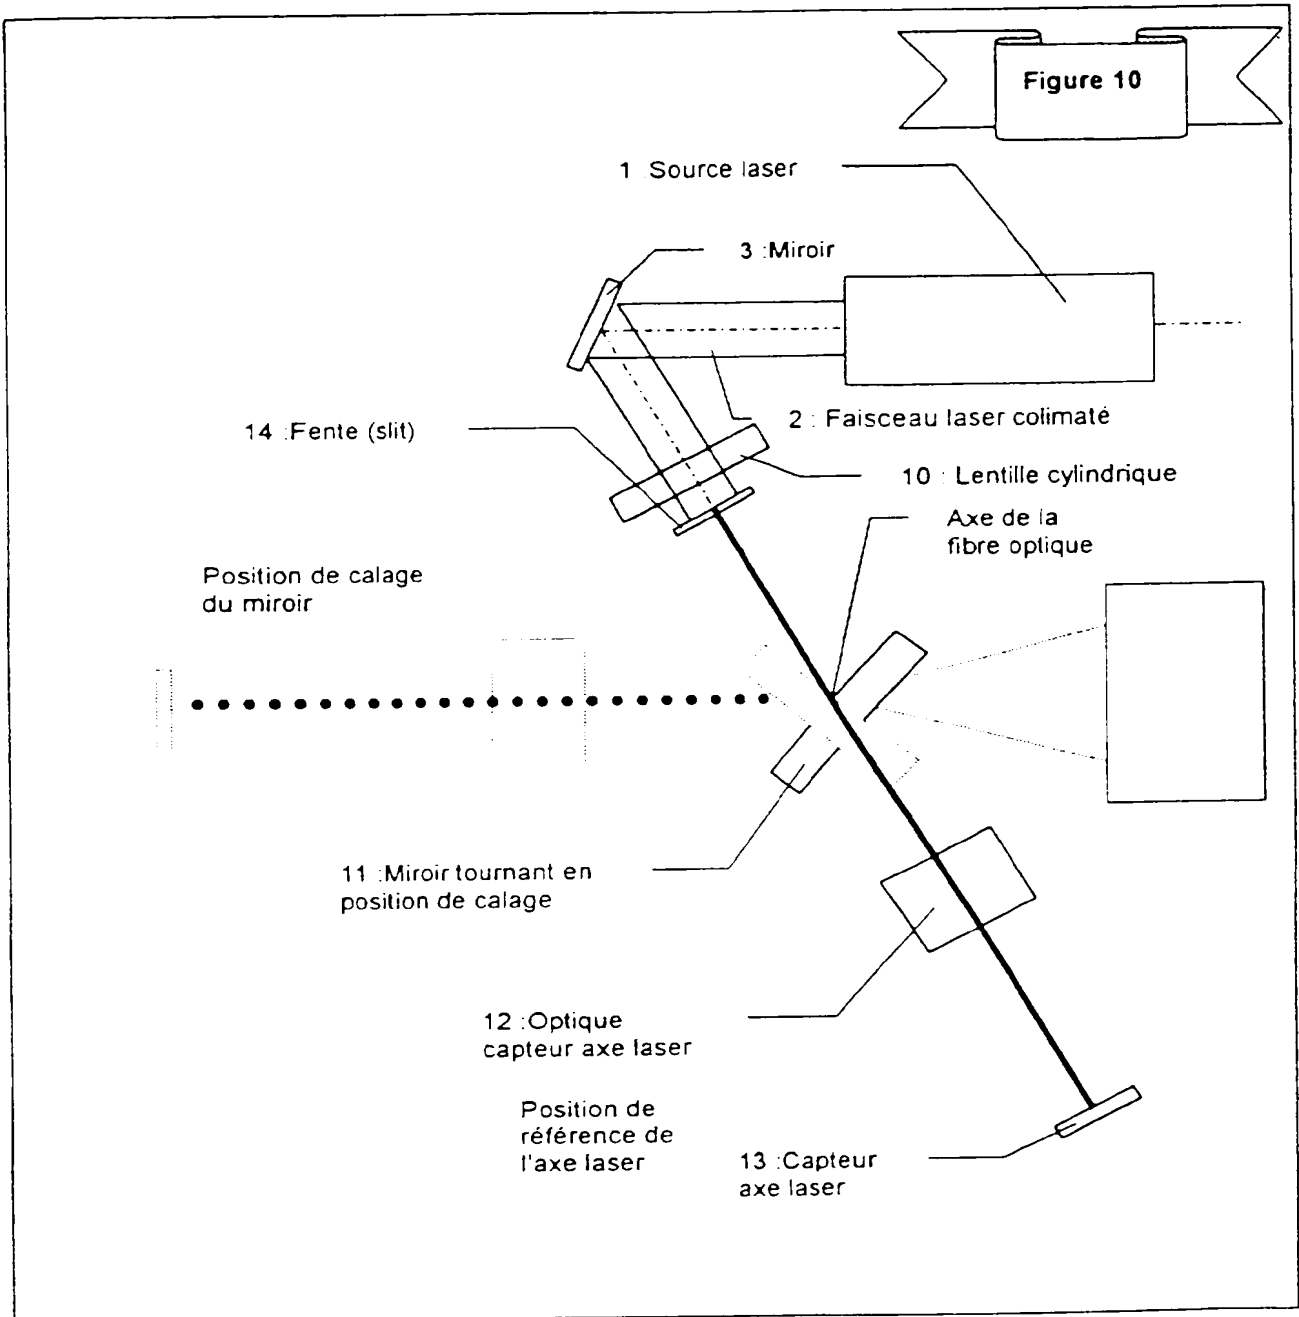 Figure 10
1 :Source laser
3 :Miroir
2 : Faisceau laser colimaté
14 :Fente (slit)
10 : Lentille cylindrique
Axe de la
fibre optique
Position de calage
du miroir
11 :Miroir tournant en
position de calage
12 :Optique
capteur axe laser
Position de
référence de
l'axe laser
13 :Capteur
axe laser